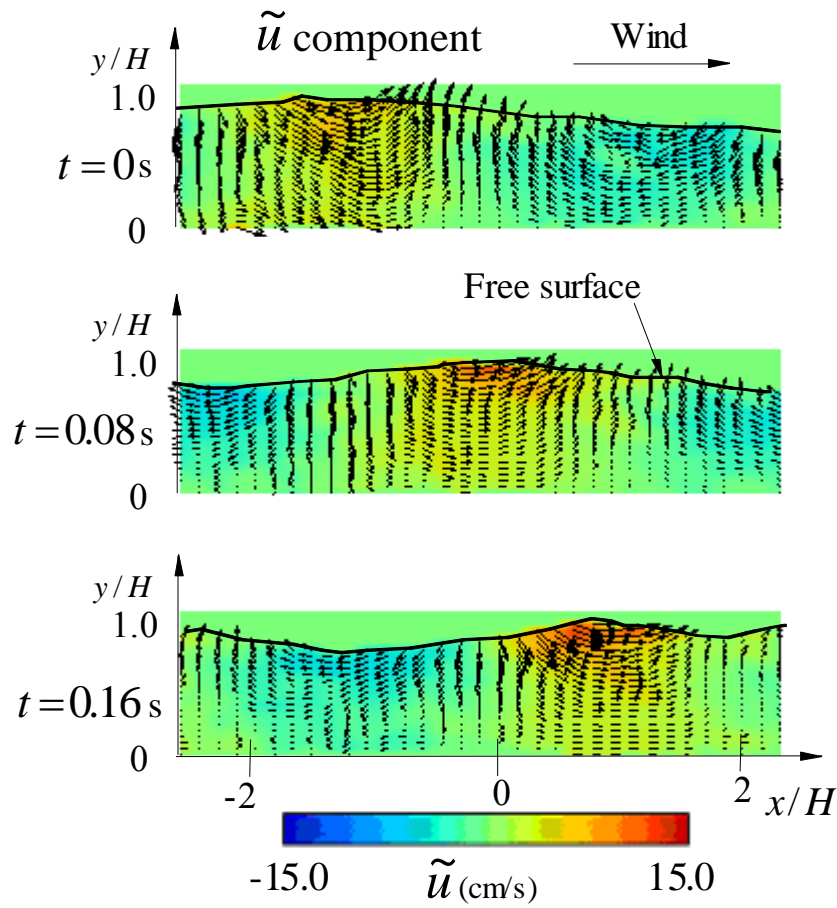 ũ component
Wind
y/H
1.0
t=0s
0
Free surface
y/H
1.0
t=0.08 s
0
y/H
1.0
t=0.16 s
0
-2 0 2 x/H
-15.0 ũ (cm/s) 15.0